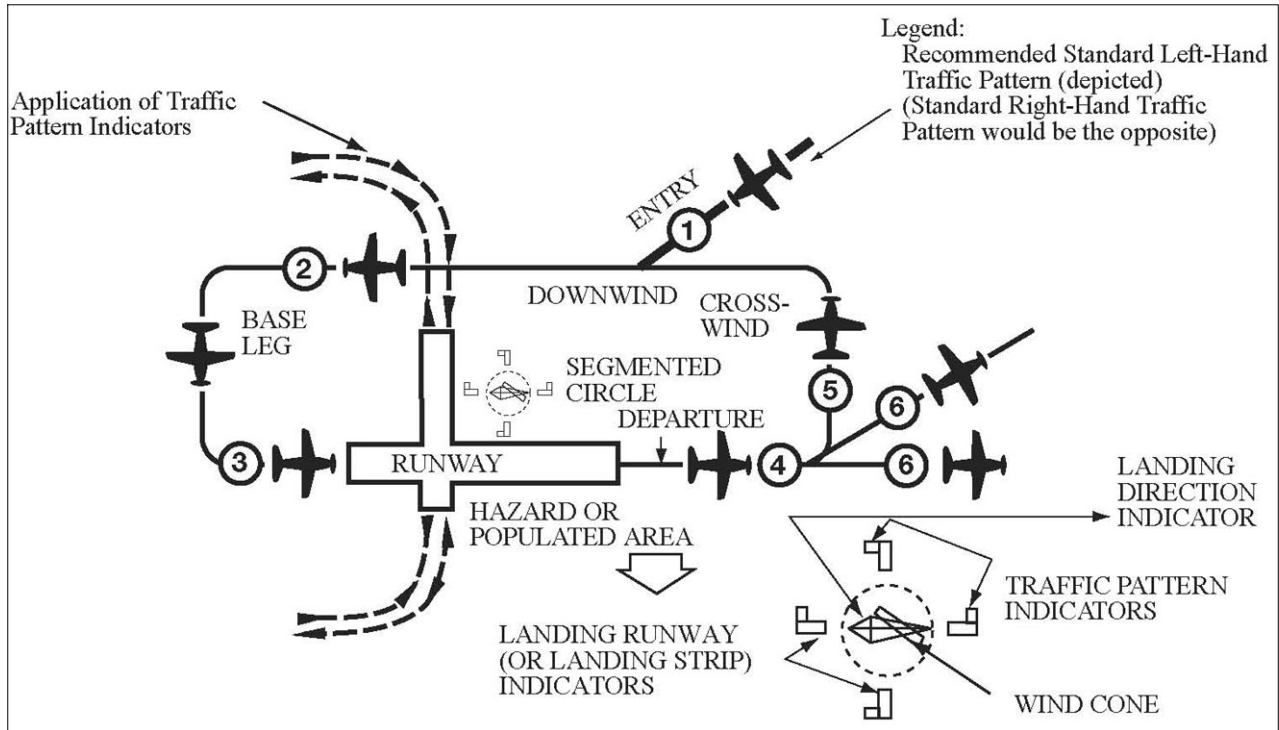 Legend:
Recommended Standard Left-Hand
Traffic Pattern (depicted)
(Standard Right-Hand Traffic
Pattern would be the opposite)
Application of Traffic
Pattern Indicators
ENTRY
1
2
DOWNWIND
CROSS-
WIND
BASE
LEG
SEGMENTED
CIRCLE
5
6
DEPARTURE
3
RUNWAY
4
6
LANDING
DIRECTION
INDICATOR
HAZARD OR
POPULATED AREA
TRAFFIC PATTERN
INDICATORS
LANDING RUNWAY
(OR LANDING STRIP)
INDICATORS
WIND CONE